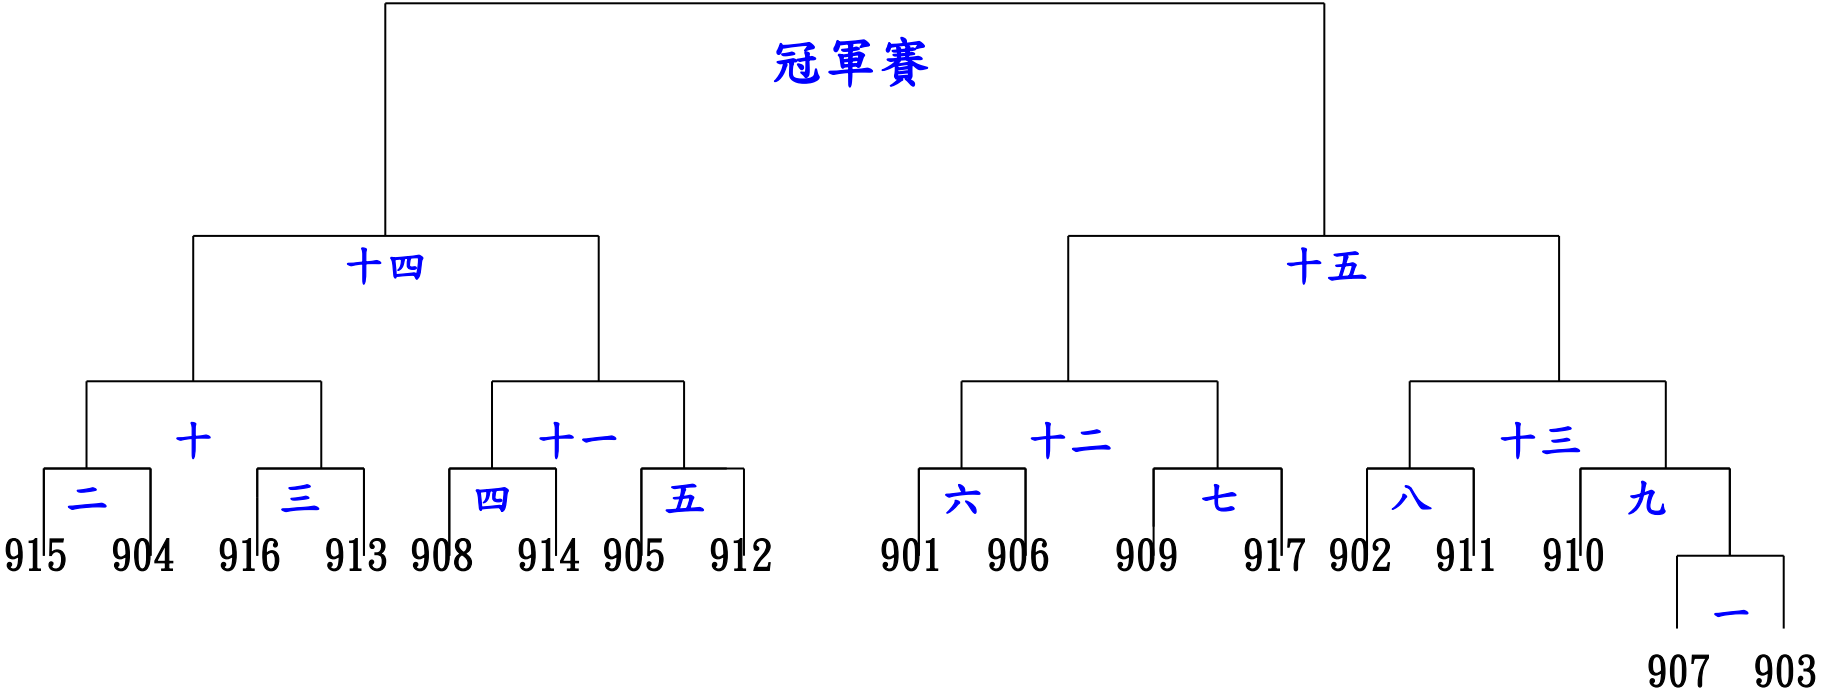 冠軍賽
十四 十五
十 十一 十二 十三
二 三 四 五 六 七 八 九
915 904 916 913 908 914 905 912 901 906 909 917 902 911 910
一
907 903